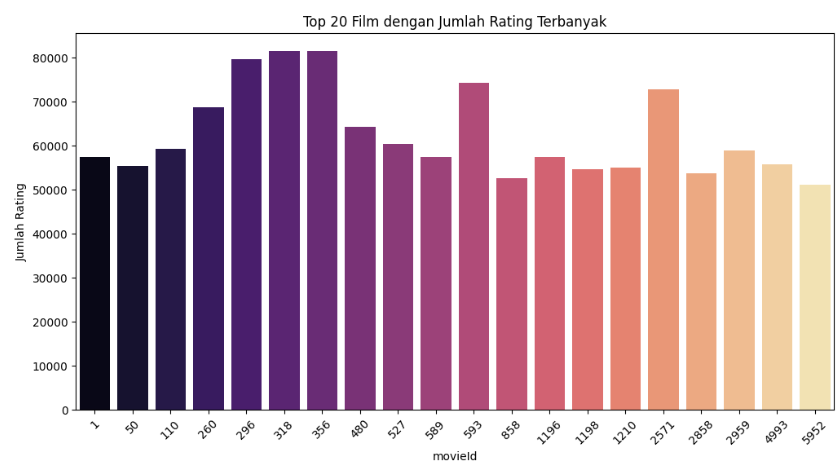 Top 20 Film dengan Jumlah Rating Terbanyak
Jumlah Rating
80000
70000
60000
50000
40000
30000
20000
10000
0
1 50 110 260 296 318 356 480 527 589 593 858 1196 1198 1210 2571 2858 2959 4993 5952
movieId